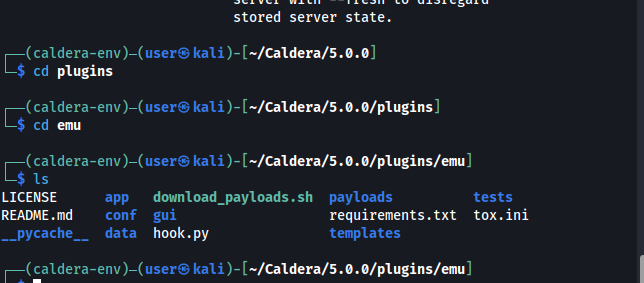 server with --fresh to disregard
stored server state.
┌──(caldera-env)─(user㉿kali)-[~/Caldera/5.0.0]
└─$ cd plugins
┌──(caldera-env)─(user㉿kali)-[~/Caldera/5.0.0/plugins]
└─$ cd emu
┌──(caldera-env)─(user㉿kali)-[~/Caldera/5.0.0/plugins/emu]
└─$ ls
LICENSE app download_payloads.sh payloads tests
README.md conf gui requirements.txt tox.ini
__pycache__ data hook.py templates
┌──(caldera-env)─(user㉿kali)-[~/Caldera/5.0.0/plugins/emu]
└─$